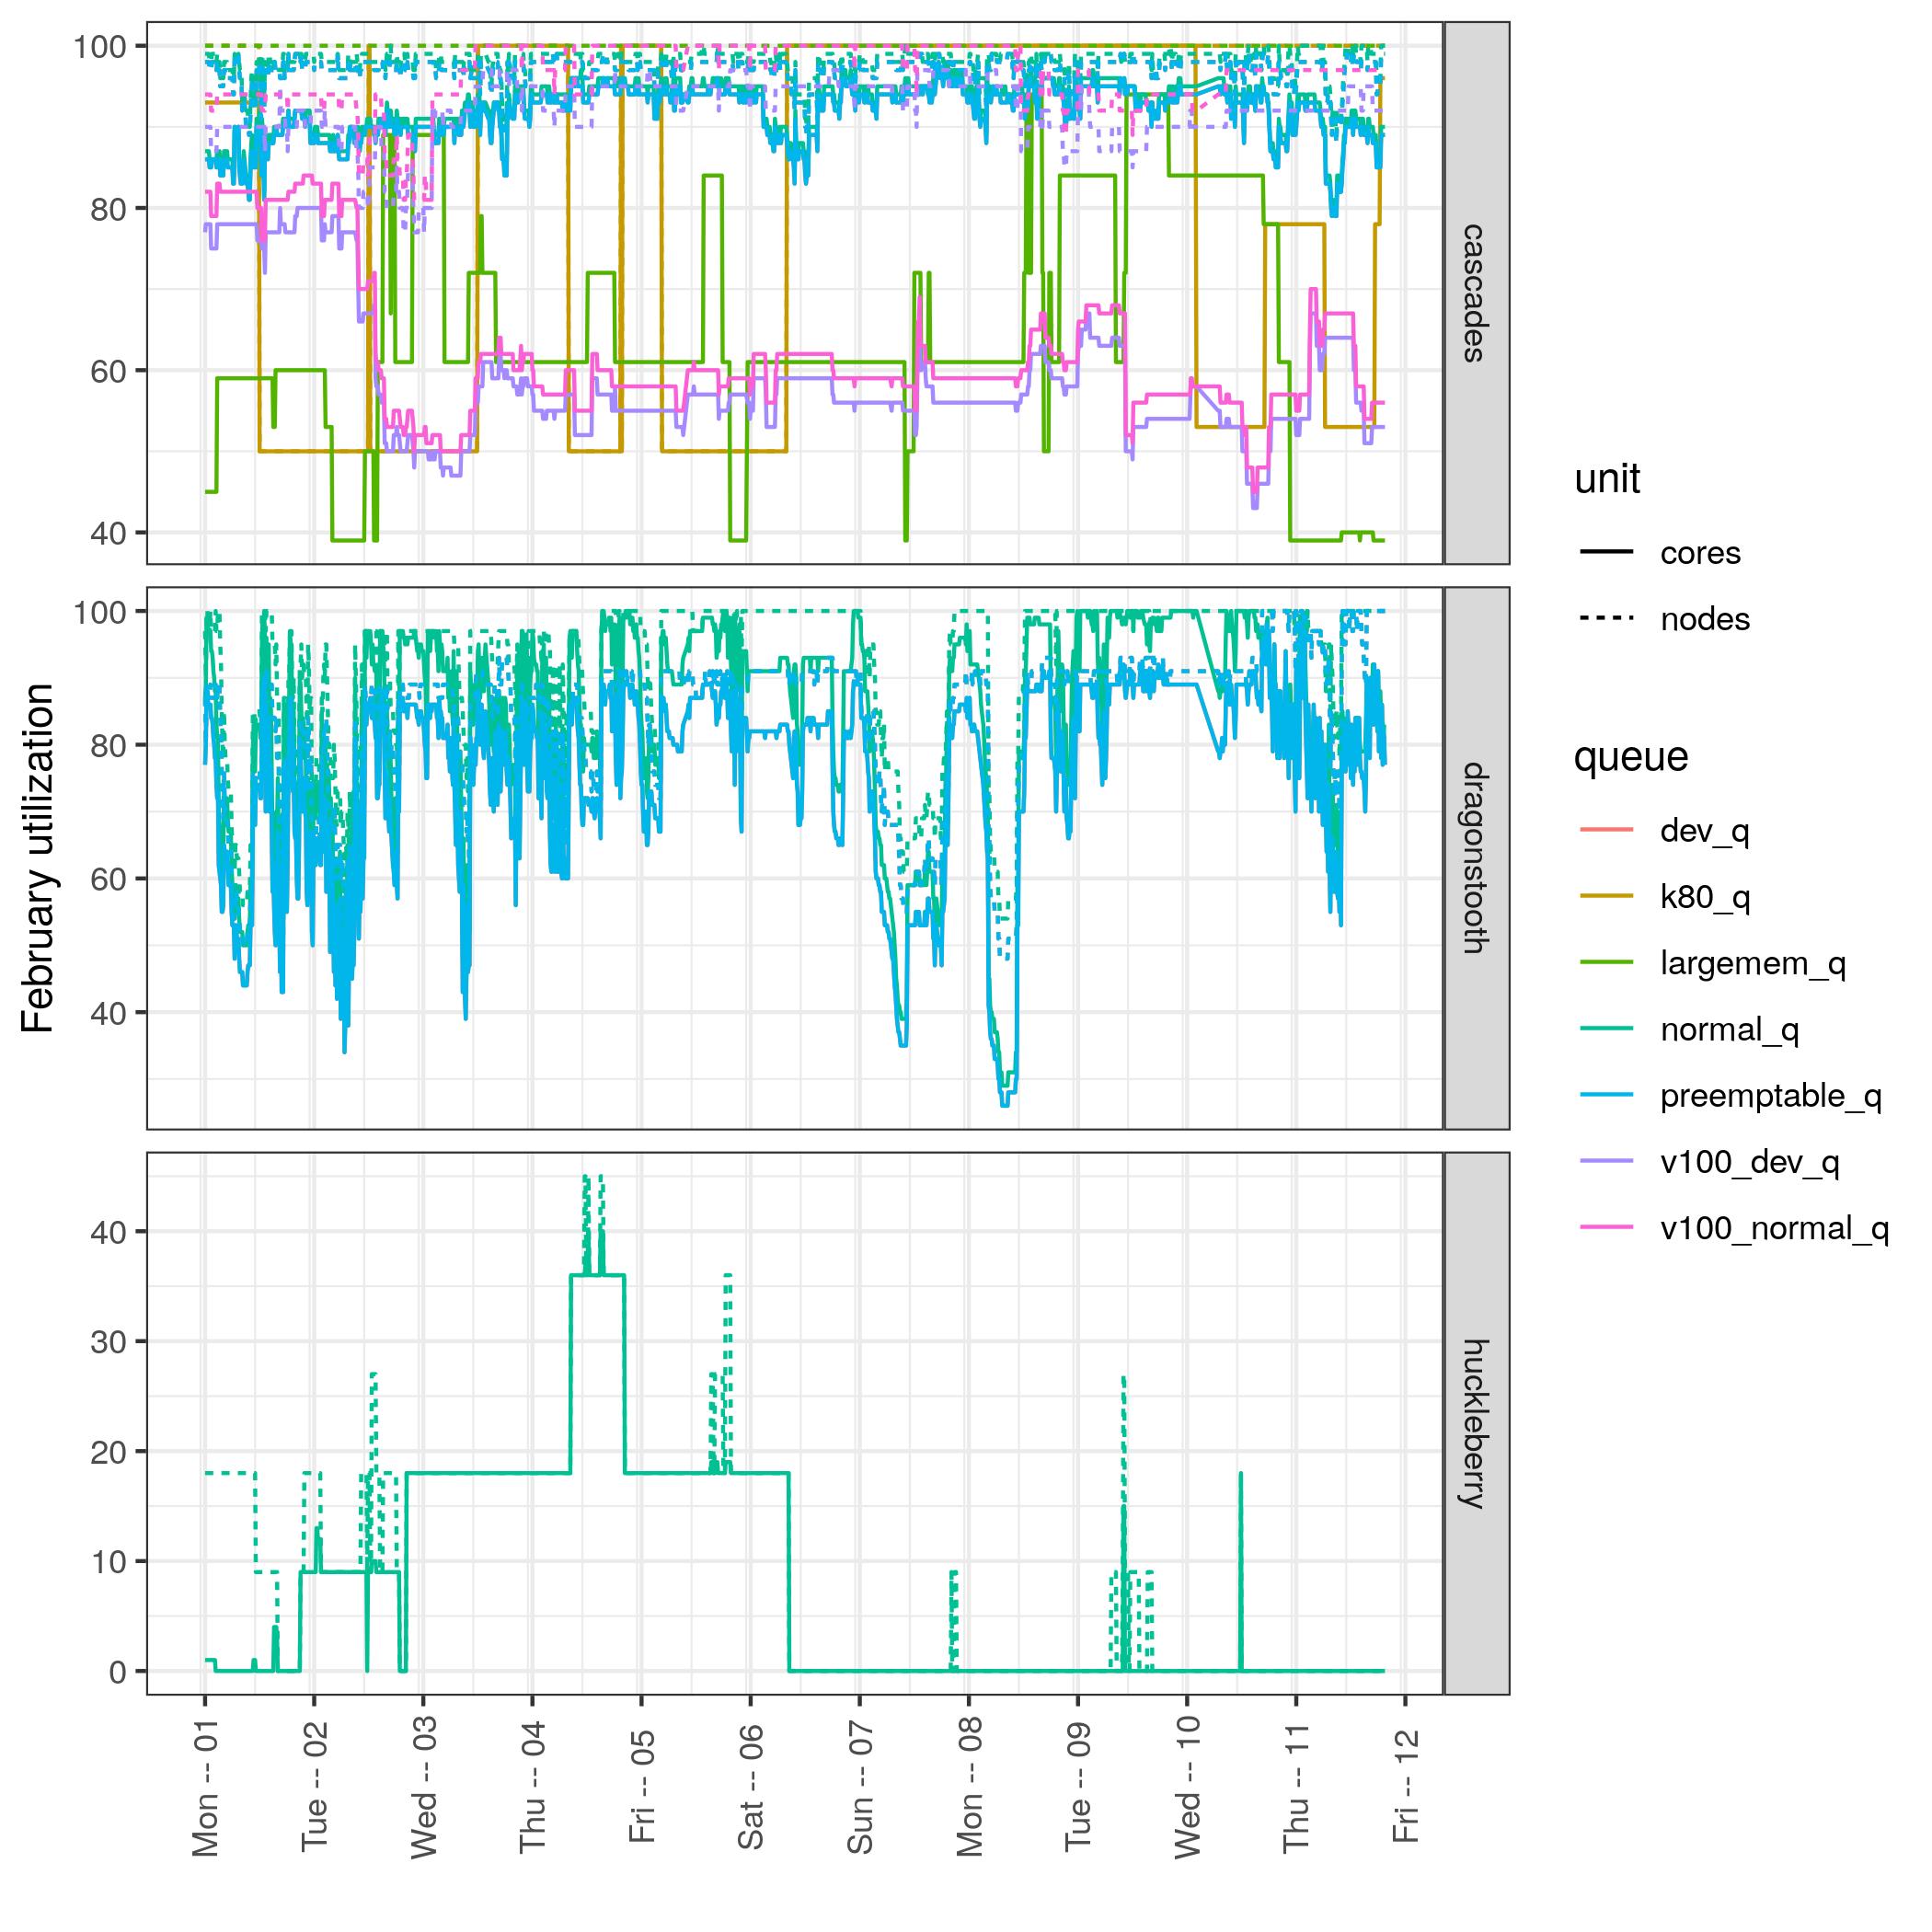 February utilization
100
80
60
40
cascades
100
80
60
40
dragonstooth
40
30
20
10
0
huckleberry
Mon -- 01
Tue -- 02
Wed -- 03
Thu -- 04
Fri -- 05
Sat -- 06
Sun -- 07
Mon -- 08
Tue -- 09
Wed -- 10
Thu -- 11
Fri -- 12
unit
cores
nodes
queue
dev_q
k80_q
largemem_q
normal_q
preemptable_q
v100_dev_q
v100_normal_q